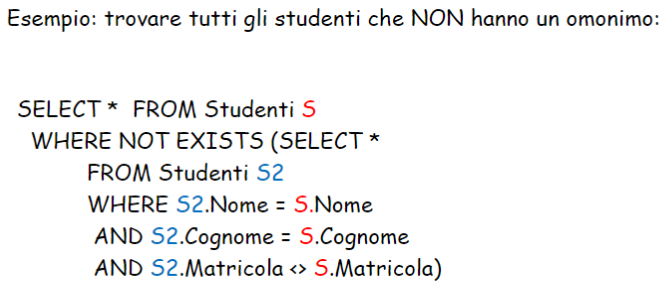 Esempio: trovare tutti gli studenti che NON hanno un omonimo:
SELECT * FROM Studenti S
WHERE NOT EXISTS (SELECT *
FROM Studenti S2
WHERE S2.Nome = S.Nome
AND S2.Cognome = S.Cognome
AND S2.Matricola <> S.Matricola)